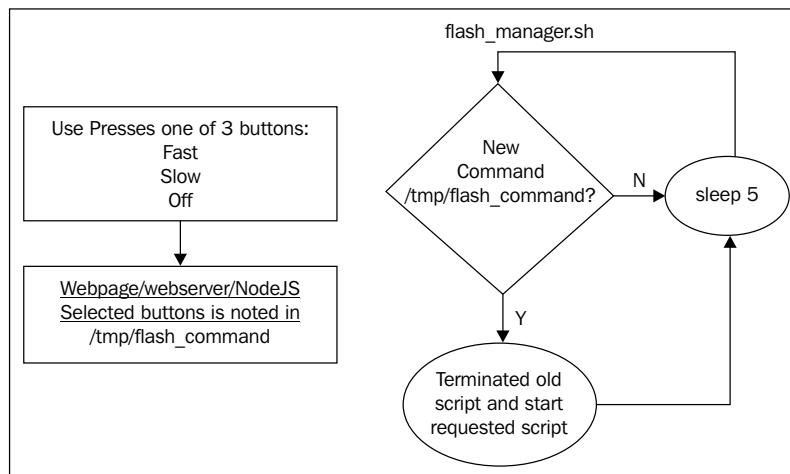 Use Presses one of 3 buttons:
Fast
Slow
Off
Webpage/webserver/NodeJS
Selected buttons is noted in
/tmp/flash_command
flash_manager.sh
New
Command
/tmp/flash_command?
N
sleep 5
Y
Terminated old
script and start
requested script